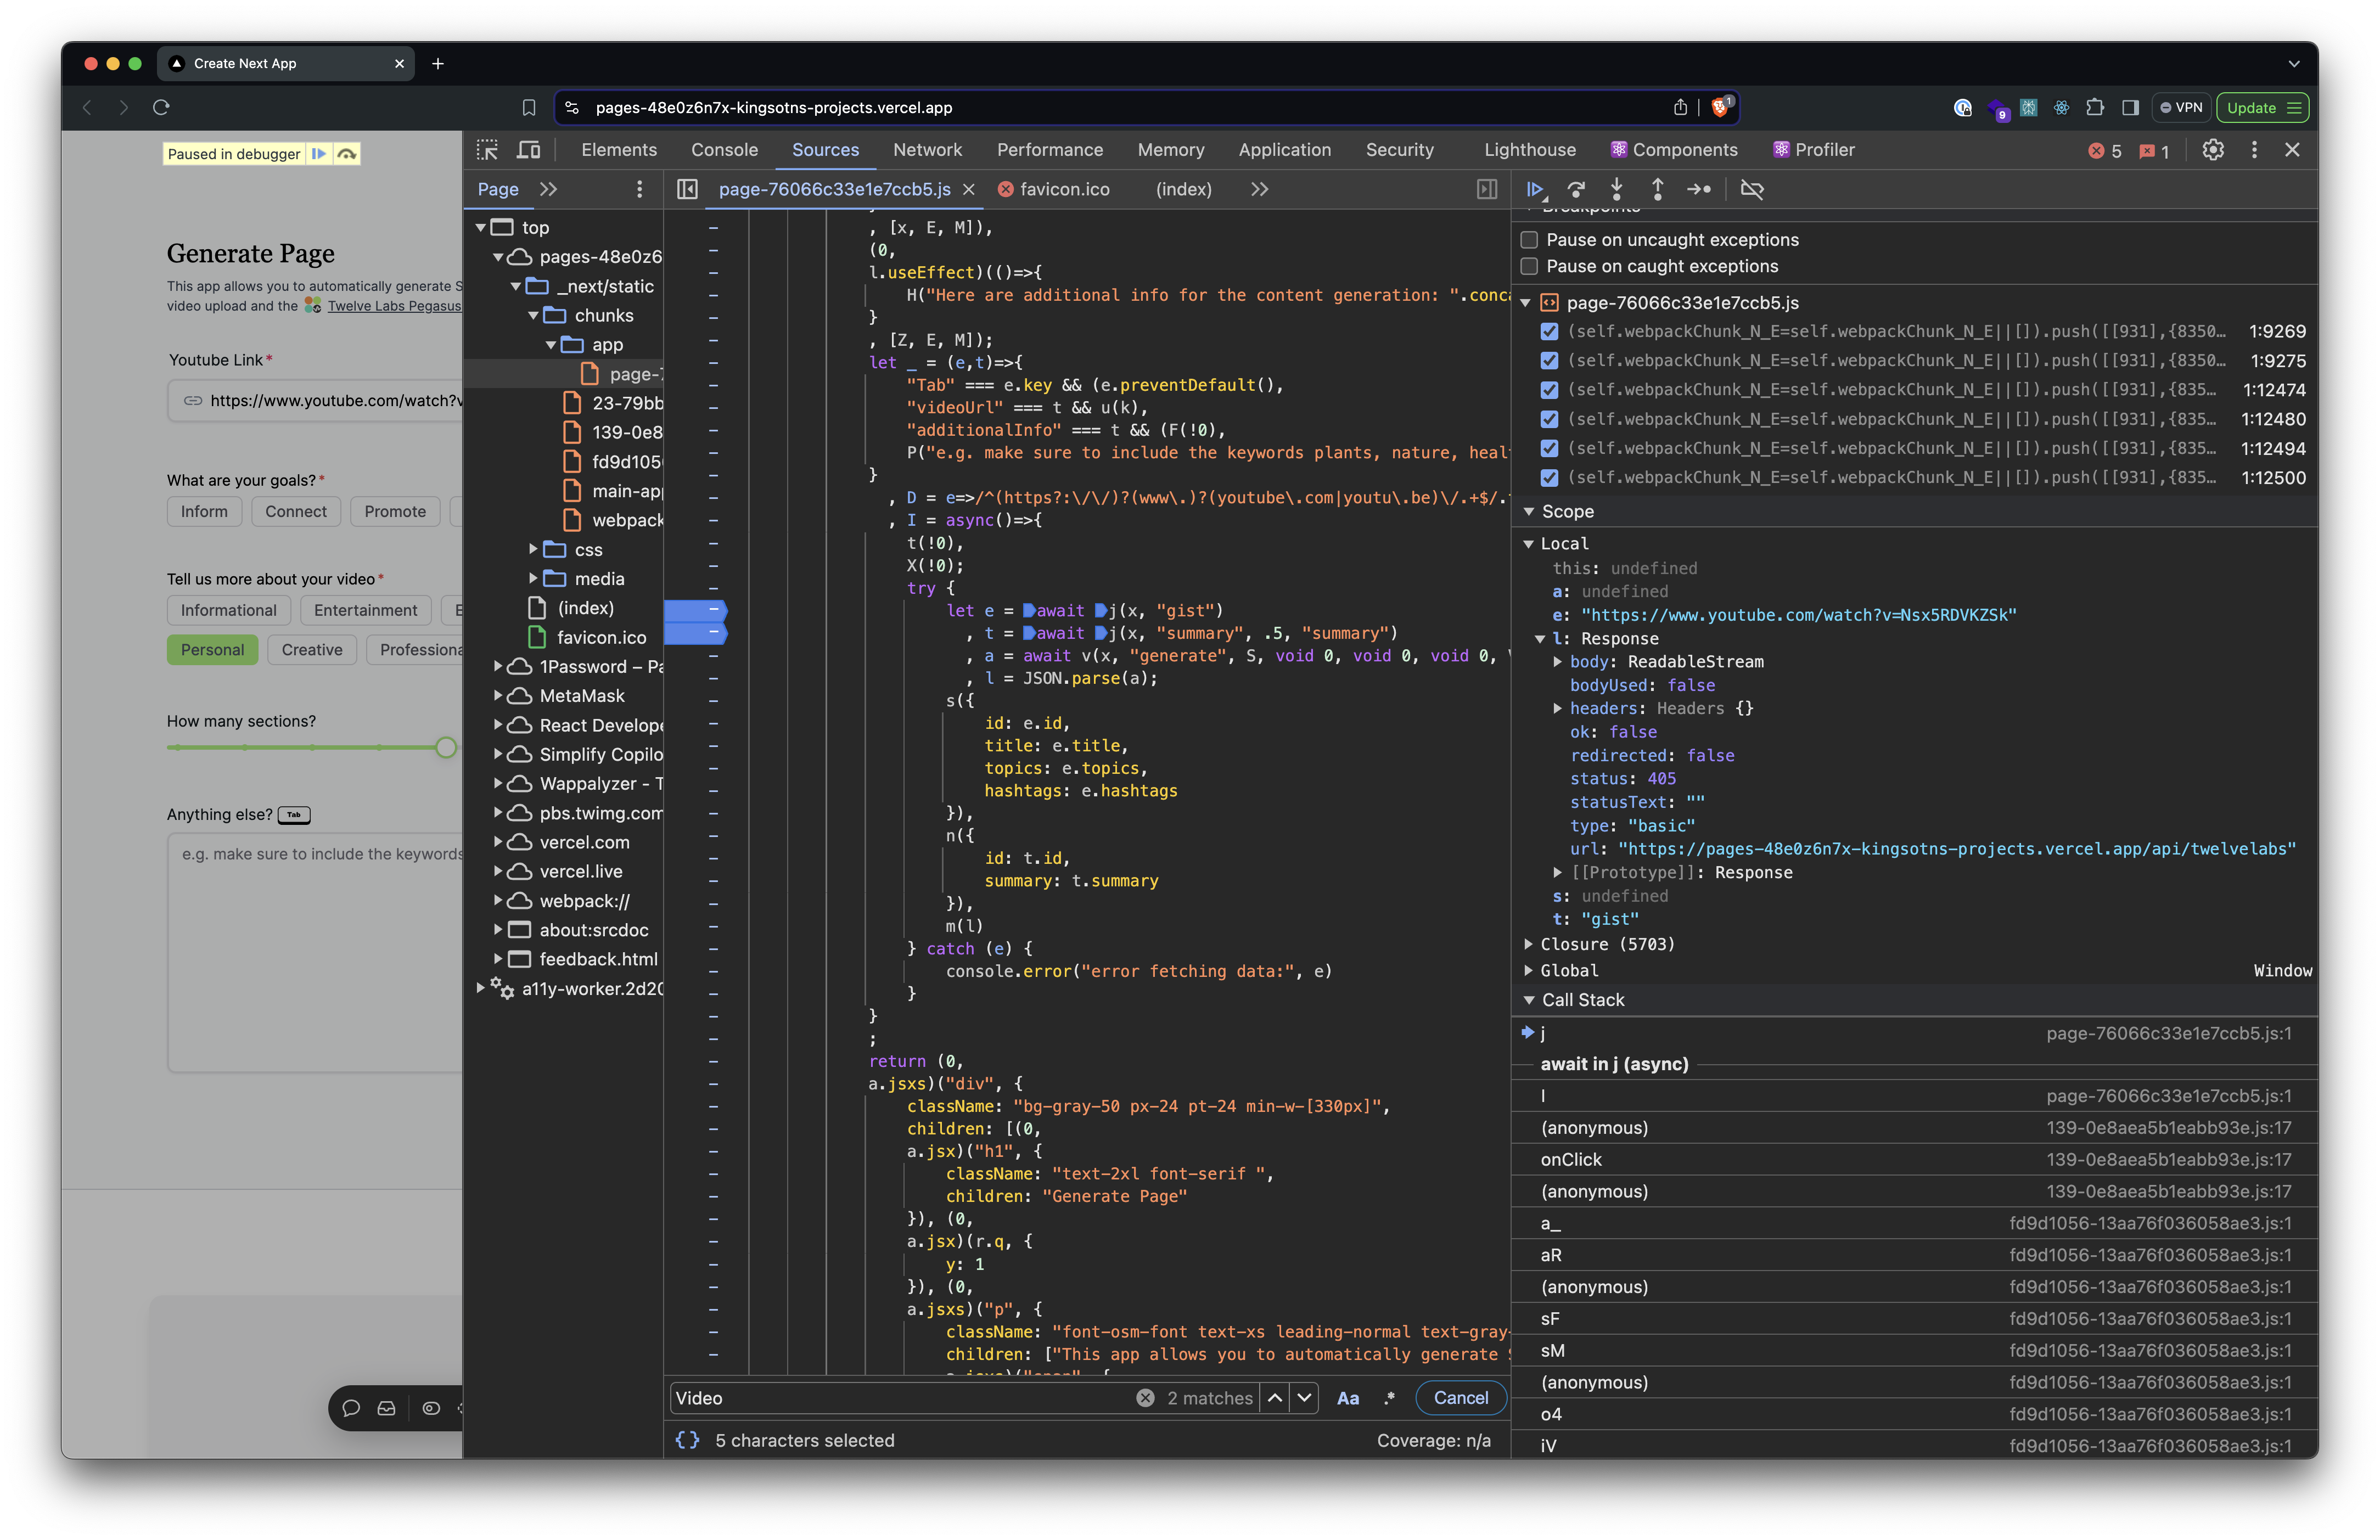 Create Next App
pages-48e0z6n7x-kingsotns-projects.vercel.app
1
9
VPN
Update
Paused in debugger
Generate Page
This app allows you to automatically generate S
video upload and the Twelve Labs Pegasus
Youtube Link*
https://www.youtube.com/watch?v
What are your goals?*
Inform
Connect
Promote
Tell us more about your video*
Informational
Entertainment
E
Personal
Creative
Professiona
How many sections?
Anything else? Tab
e.g. make sure to include the keywords
Elements
Console
Sources
Network
Performance
Memory
Application
Security
Lighthouse
Components
Profiler
5
1
Page
page-76066c33e1e7ccb5.js
favicon.ico
(index)
top
pages-48e0z6
_next/static
chunks
app
page-7
23-79bb
139-0e8
fd9d105
main-app
webpack
css
media
(index)
favicon.ico
1Password – Pa
MetaMask
React Develope
Simplify Copilo
Wappalyzer - T
pbs.twimg.com
vercel.com
vercel.live
webpack://
about:srcdoc
feedback.html
a11y-worker.2d20
, [x, E, M]),
(0,
l.useEffect)(()=>{
H("Here are additional info for the content generation: ".conca
}
, [Z, E, M]);
let _ = (e,t)=>{
"Tab" === e.key && (e.preventDefault(),
"videoUrl" === t && u(k),
"additionalInfo" === t && (F(!0),
P("e.g. make sure to include the keywords plants, nature, heal
}
, D = e=>/^(https?:\/\/)?(www\.)?(youtube\.com|youtu\.be)\/.+$/.
, I = async()=>{
t(!0),
X(!0);
try {
let e = await j(x, "gist")
, t = await j(x, "summary", .5, "summary")
, a = await v(x, "generate", S, void 0, void 0, void 0,
, l = JSON.parse(a);
s({
id: e.id,
title: e.title,
topics: e.topics,
hashtags: e.hashtags
}),
n({
id: t.id,
summary: t.summary
}),
m(l)
} catch (e) {
console.error("error fetching data:", e)
}
}
;
return (0,
a.jsxs)("div", {
className: "bg-gray-50 px-24 pt-24 min-w-[330px]",
children: [(0,
a.jsx)("h1", {
className: "text-2xl font-serif ",
children: "Generate Page"
}), (0,
a.jsx)(r.q, {
y: 1
}), (0,
a.jsxs)("p", {
className: "font-osm-font text-xs leading-normal text-gray-
children: ["This app allows you to automatically generate S
Video
2 matches
Aa
.*
Cancel
{} 5 characters selected
Coverage: n/a
Breakpoints
Pause on uncaught exceptions
Pause on caught exceptions
page-76066c33e1e7ccb5.js
(self.webpackChunk_N_E=self.webpackChunk_N_E||[]).push([[931],{8350… 1:9269
(self.webpackChunk_N_E=self.webpackChunk_N_E||[]).push([[931],{8350… 1:9275
(self.webpackChunk_N_E=self.webpackChunk_N_E||[]).push([[931],{835… 1:12474
(self.webpackChunk_N_E=self.webpackChunk_N_E||[]).push([[931],{835… 1:12480
(self.webpackChunk_N_E=self.webpackChunk_N_E||[]).push([[931],{835… 1:12494
(self.webpackChunk_N_E=self.webpackChunk_N_E||[]).push([[931],{835… 1:12500
Scope
Local
this: undefined
a: undefined
e: "https://www.youtube.com/watch?v=Nsx5RDVKZSk"
l: Response
body: ReadableStream
bodyUsed: false
headers: Headers {}
ok: false
redirected: false
status: 405
statusText: ""
type: "basic"
url: "https://pages-48e0z6n7x-kingsotns-projects.vercel.app/api/twelvelabs"
[[Prototype]]: Response
s: undefined
t: "gist"
Closure (5703)
Global
Window
Call Stack
j page-76066c33e1e7ccb5.js:1
await in j (async)
I page-76066c33e1e7ccb5.js:1
(anonymous) 139-0e8aea5b1eabb93e.js:17
onClick 139-0e8aea5b1eabb93e.js:17
(anonymous) 139-0e8aea5b1eabb93e.js:17
a_ fd9d1056-13aa76f036058ae3.js:1
aR fd9d1056-13aa76f036058ae3.js:1
(anonymous) fd9d1056-13aa76f036058ae3.js:1
sF fd9d1056-13aa76f036058ae3.js:1
sM fd9d1056-13aa76f036058ae3.js:1
(anonymous) fd9d1056-13aa76f036058ae3.js:1
o4 fd9d1056-13aa76f036058ae3.js:1
iV fd9d1056-13aa76f036058ae3.js:1